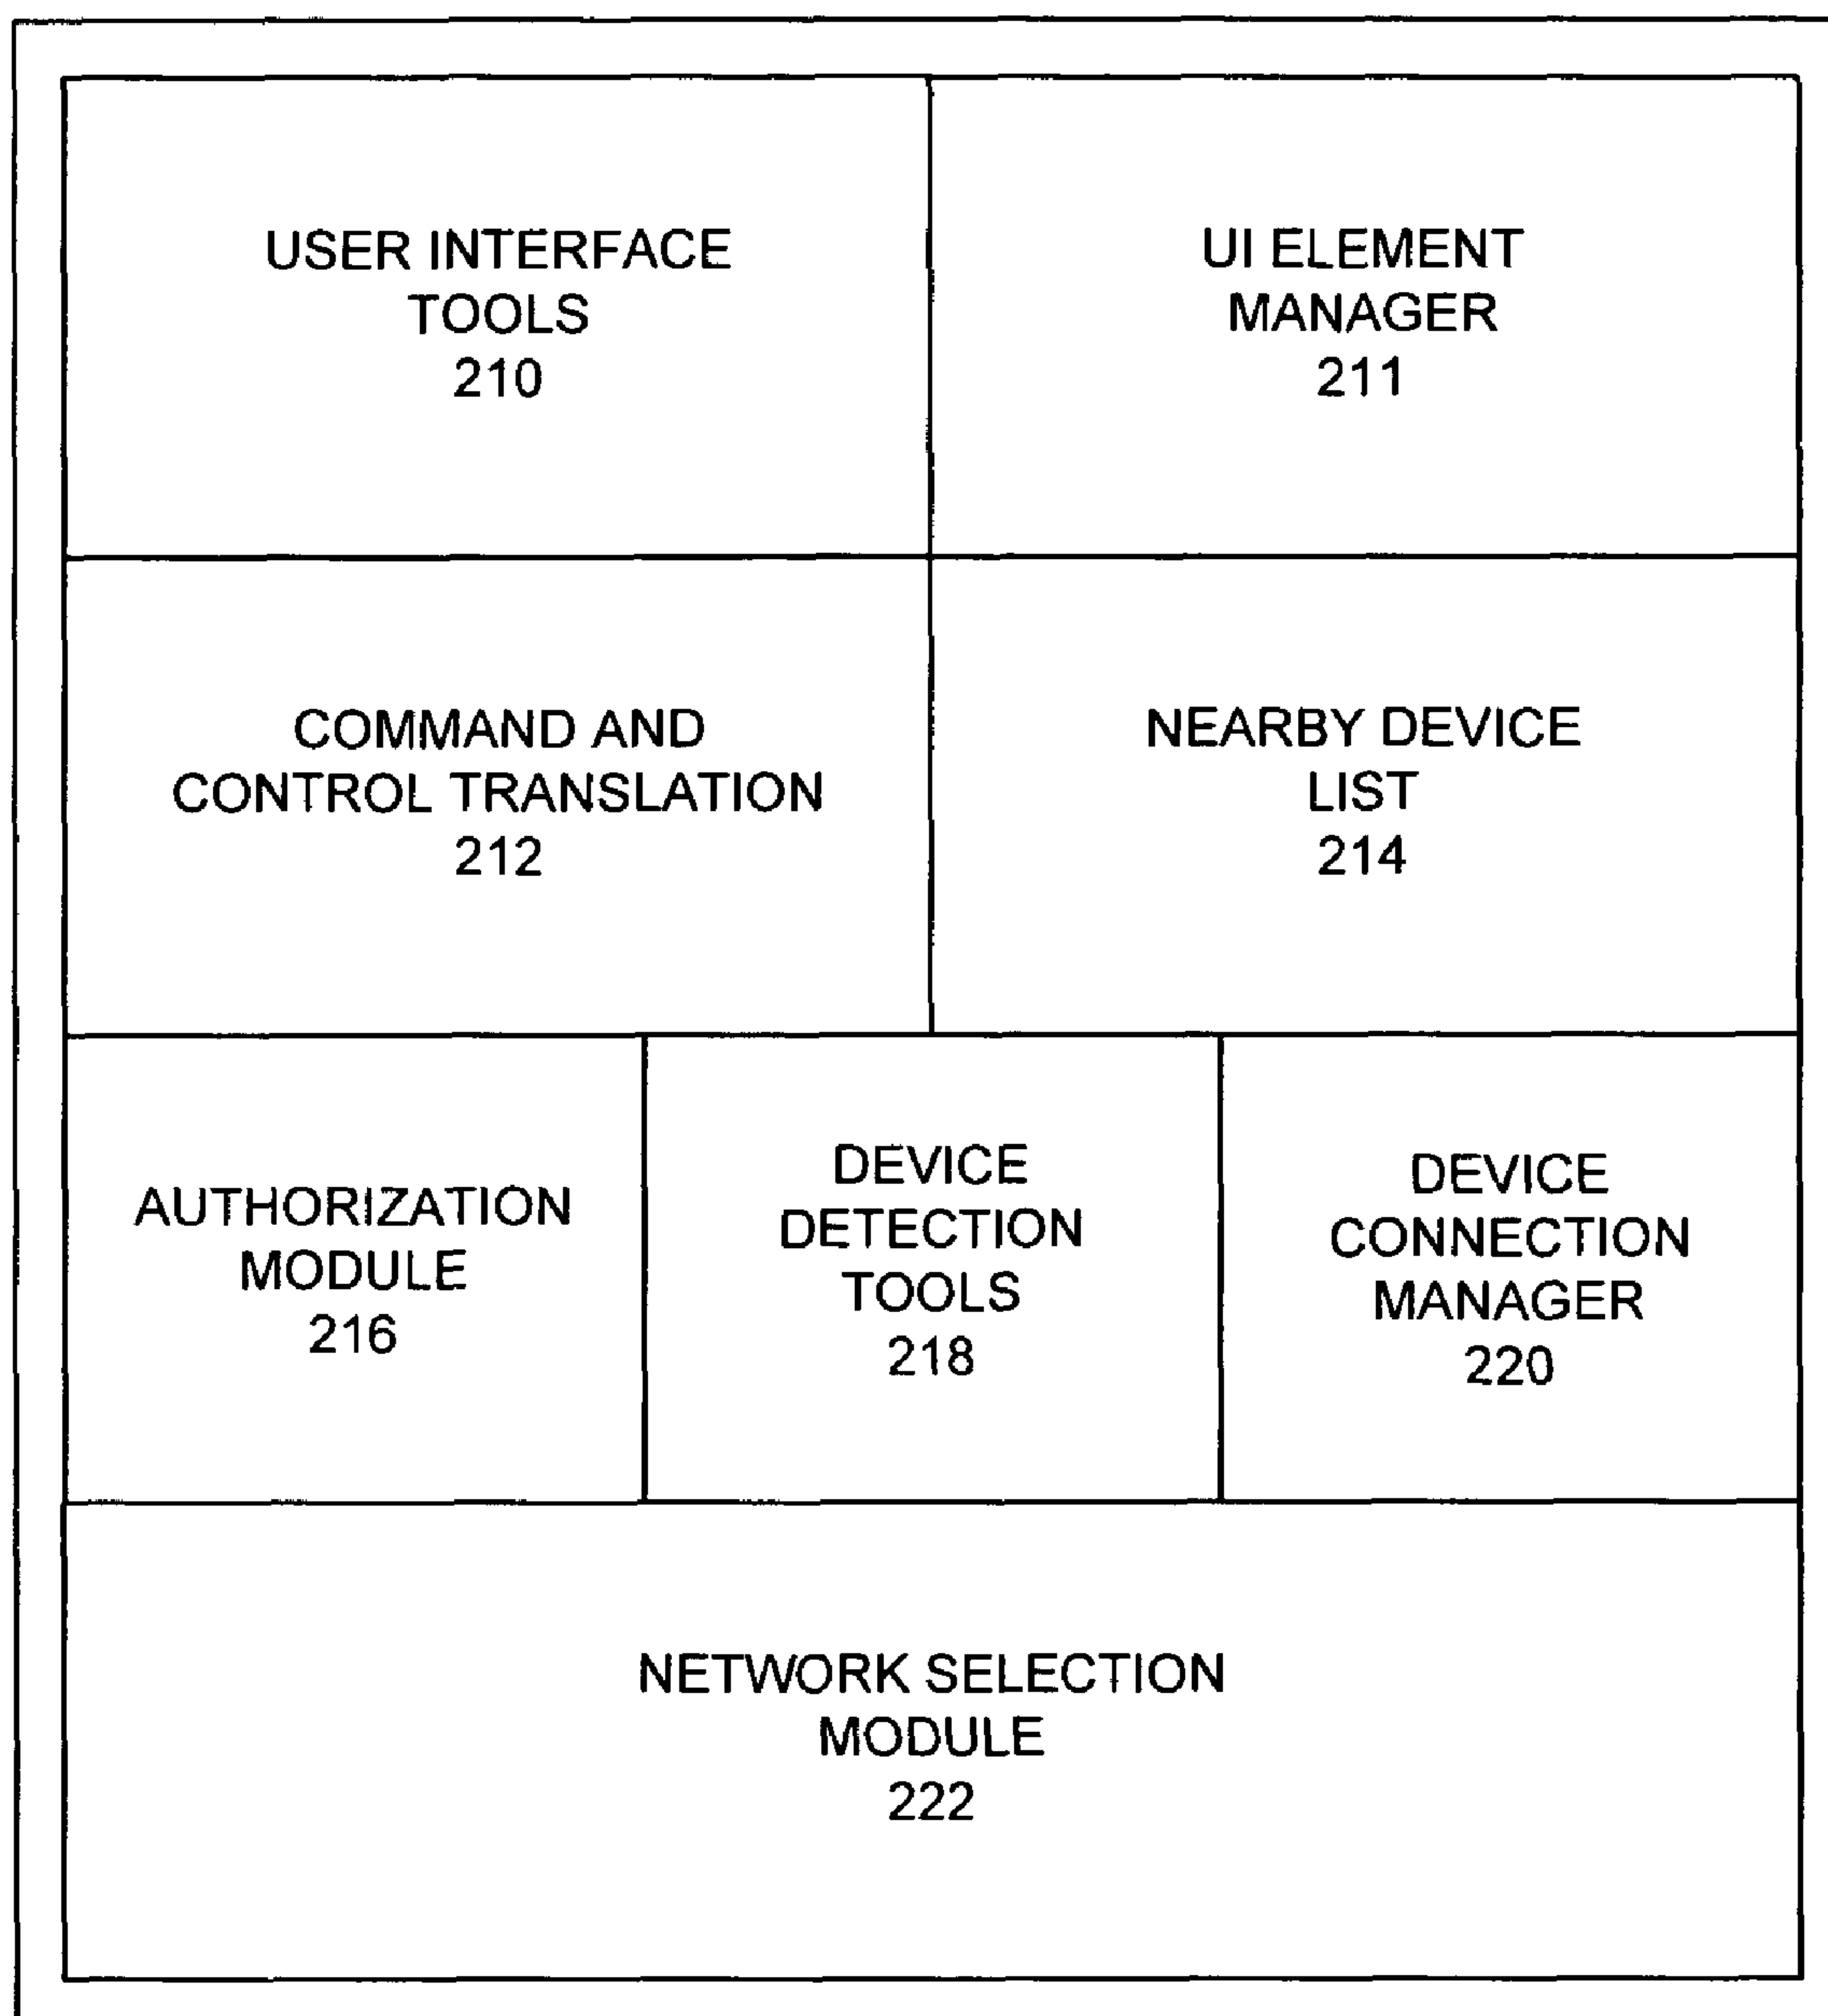 USER INTERFACE
TOOLS
210
UI ELEMENT
MANAGER
211
COMMAND AND
CONTROL TRANSLATION
212
NEARBY DEVICE
LIST
214
AUTHORIZATION
MODULE
216
DEVICE
DETECTION
TOOLS
218
DEVICE
CONNECTION
MANAGER
220
NETWORK SELECTION
MODULE
222